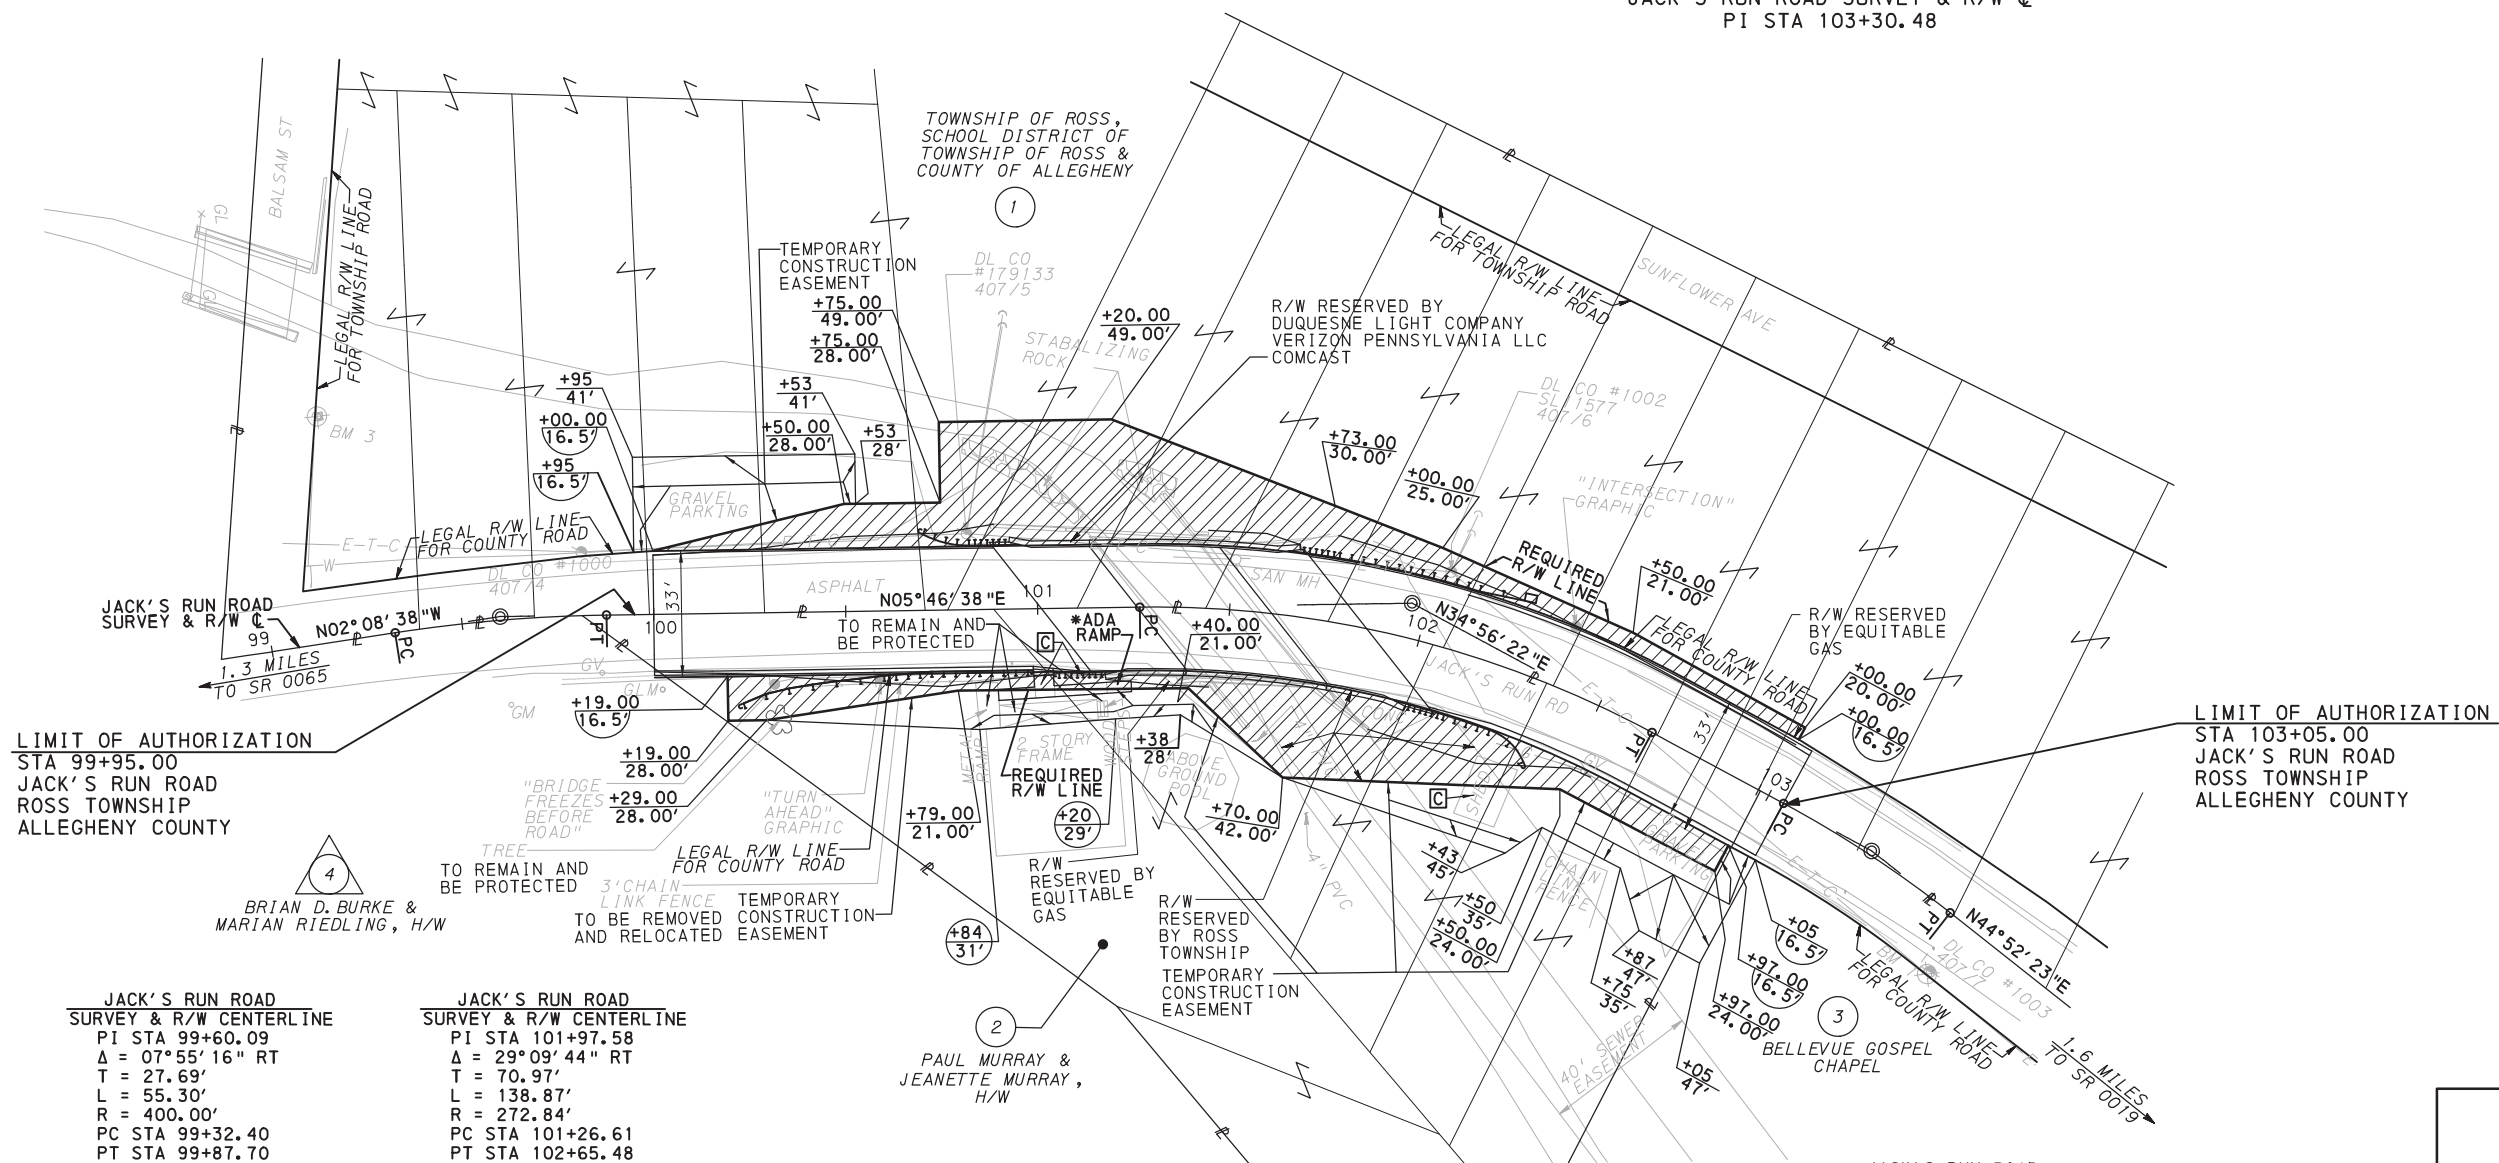 JACK'S RUN ROAD SURVEY & R/W ℄
PI STA 103+30.48
BALSAM ST
GL
GL
LEGAL R/W LINE
FOR TOWNSHIP ROAD
BM 3
TOWNSHIP OF ROSS,
SCHOOL DISTRICT OF
TOWNSHIP OF ROSS &
COUNTY OF ALLEGHENY
1
TEMPORARY
CONSTRUCTION
EASEMENT
+75.00
49.00'
+75.00
28.00'
DL CO
#179133
407/5
STABALIZING
ROCK
+20.00
49.00'
R/W RESERVED BY
DUQUESNE LIGHT COMPANY
VERIZON PENNSYLVANIA LLC
COMCAST
LEGAL R/W LINE
FOR TOWNSHIP ROAD
SUNFLOWER AVE
DL CO #1002
SL 11577
407/6
+95
41'
+00.00
16.5'
+95
16.5'
+53
41'
+50.00
28.00'
+53
28'
+73.00
30.00'
+00.00
25.00'
"INTERSECTION"
GRAPHIC
GRAVEL
PARKING
LEGAL R/W LINE
FOR COUNTY ROAD
E-T-C
W
DL CO #1000
407/4
ASPHALT
SAN MH
REQUIRED
R/W LINE
+50.00
21.00'
LEGAL R/W LINE
FOR COUNTY
ROAD
R/W RESERVED
BY EQUITABLE
GAS
JACK'S RUN ROAD
SURVEY & R/W ℄
99
N02°08'38"W
PC
PT
100
33'
N05°46'38"E
101
TO REMAIN AND
BE PROTECTED
C
*ADA
RAMP
PC
+40.00
21.00'
N34°56'22"E
102
JACK'S RUN RD
E-T-C
PT
33'
+00.00
20.00'
+00.00
16.5'
1.3 MILES
TO SR 0065
GV
GLM
GM
GV
103
PC
LIMIT OF AUTHORIZATION
STA 99+95.00
JACK'S RUN ROAD
ROSS TOWNSHIP
ALLEGHENY COUNTY
LIMIT OF AUTHORIZATION
STA 103+05.00
JACK'S RUN ROAD
ROSS TOWNSHIP
ALLEGHENY COUNTY
+19.00
16.5'
+19.00
28.00'
+29.00
28.00'
"BRIDGE
FREEZES
BEFORE
ROAD"
TREE
TO REMAIN AND
BE PROTECTED
"TURN
AHEAD"
GRAPHIC
LEGAL R/W LINE
FOR COUNTY ROAD
3'CHAIN
LINK FENCE
TO BE REMOVED
AND RELOCATED
TEMPORARY
CONSTRUCTION
EASEMENT
METAL
RAMP
2 STORY
FRAME
WOOD
STEPS
REQUIRED
R/W LINE
+79.00
21.00'
+20
29'
+38
28'
ABOVE
GROUND
POOL
+70.00
42.00'
+84
31'
R/W
RESERVED BY
EQUITABLE
GAS
R/W
RESERVED
BY ROSS
TOWNSHIP
TEMPORARY
CONSTRUCTION
EASEMENT
4" PVC
C
SHED
+43
45'
+50
35'
+50.00
24.00'
CHAIN
LINK
FENCE
GRAVEL
PARKING
E-T-C
PT
N44°52'23"E
DL CO #1003
407/7
BM
+05
16.5'
+97.00
16.5'
+97.00
24.00'
+87
47'
+75
35'
+05
47'
LEGAL R/W LINE
FOR COUNTY
ROAD
40' SEWER
EASEMENT
3
BELLEVUE GOSPEL
CHAPEL
1.6 MILES
TO SR 0019
4
BRIAN D. BURKE &
MARIAN RIEDLING, H/W
2
PAUL MURRAY &
JEANETTE MURRAY,
H/W
JACK'S RUN ROAD
SURVEY & R/W CENTERLINE
PI STA 99+60.09
Δ = 07°55'16" RT
T = 27.69'
L = 55.30'
R = 400.00'
PC STA 99+32.40
PT STA 99+87.70
JACK'S RUN ROAD
SURVEY & R/W CENTERLINE
PI STA 101+97.58
Δ = 29°09'44" RT
T = 70.97'
L = 138.87'
R = 272.84'
PC STA 101+26.61
PT STA 102+65.48